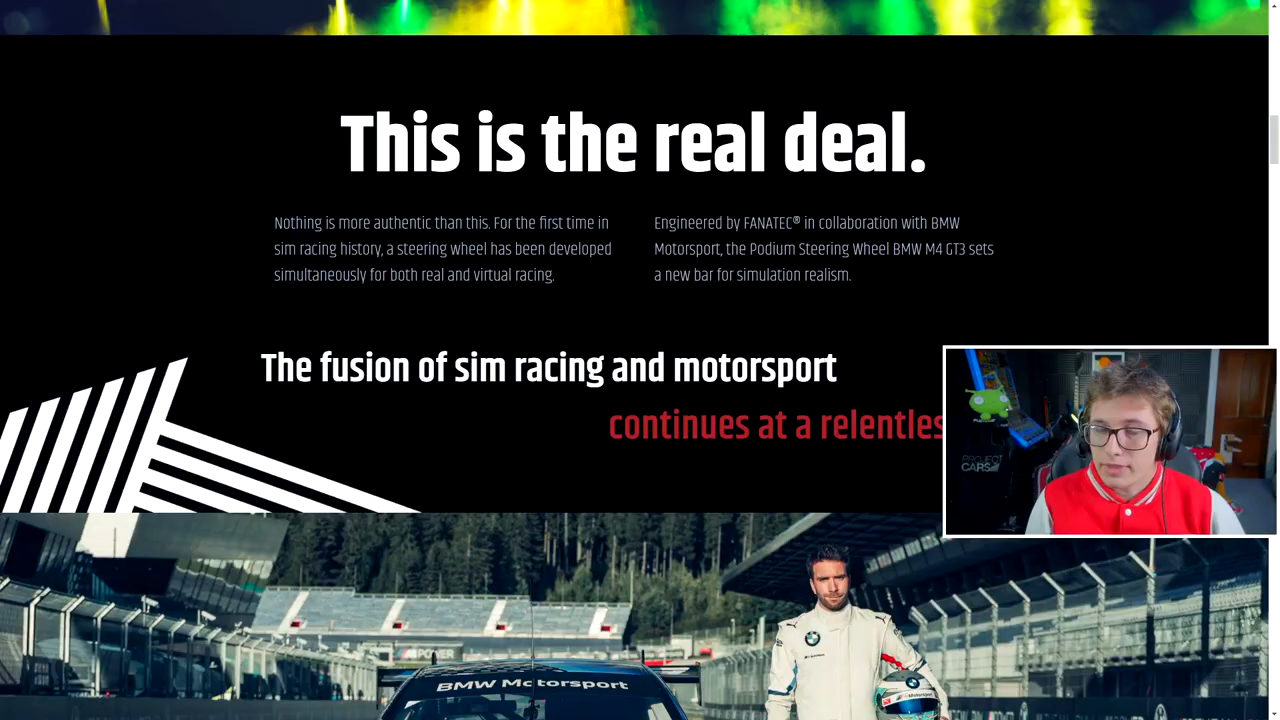 This is the real deal.
Nothing is more authentic than this. For the first time in
sim racing history, a steering wheel has been developed
simultaneously for both real and virtual racing.
Engineered by FANATEC® in collaboration with BMW
Motorsport, the Podium Steering Wheel BMW M4 GT3 sets
a new bar for simulation realism.
The fusion of sim racing and motorsport
continues at a relentles
PROJECT
CARS
M POWER
BMW Motorsport